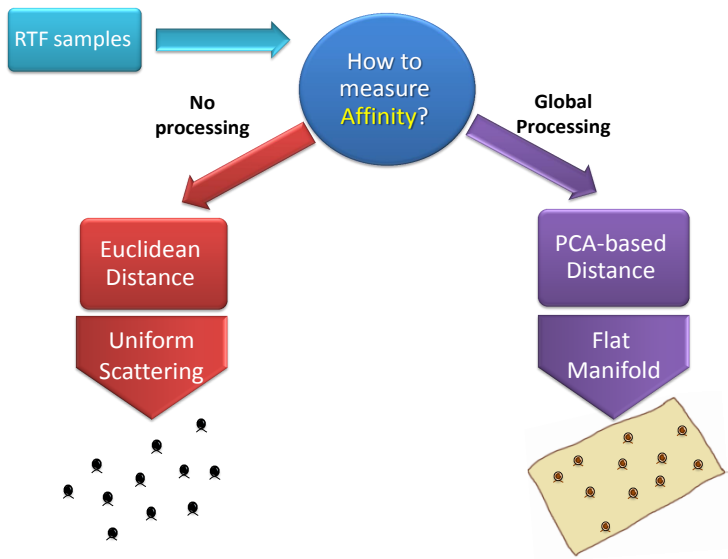 RTF samples
How to
measure
Affinity?
No
processing
Global
Processing
Euclidean
Distance
PCA-based
Distance
Uniform
Scattering
Flat
Manifold